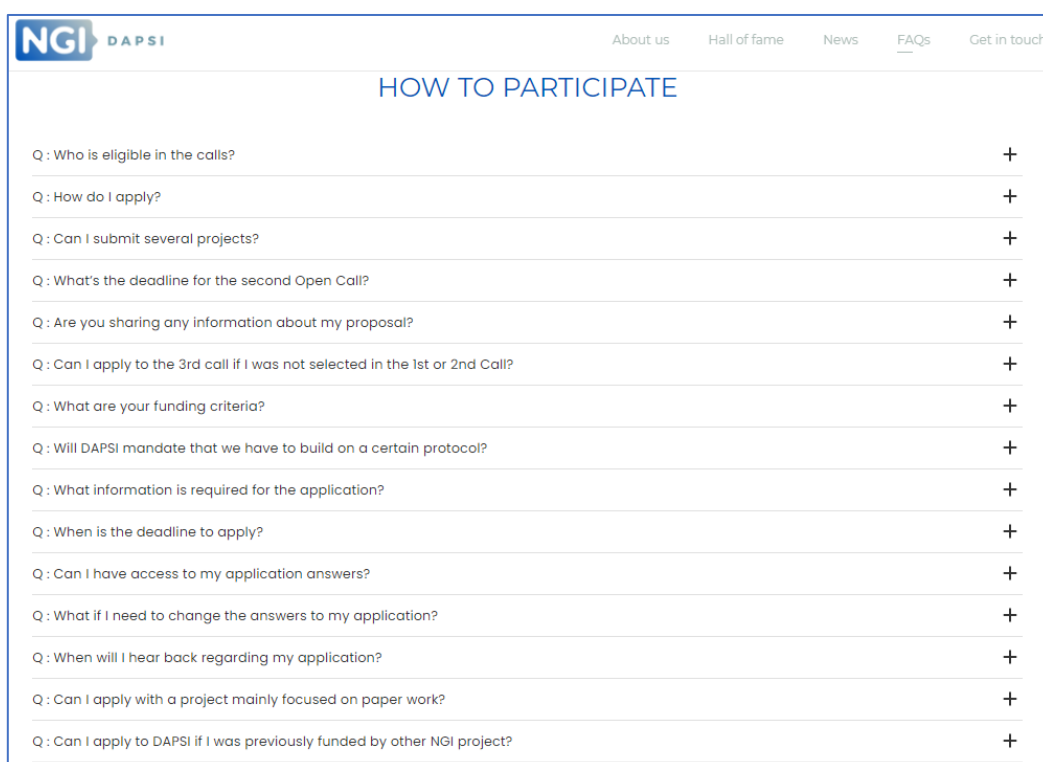 NGI DAPSI
About us Hall of fame News FAQs Get in touch
HOW TO PARTICIPATE
Q : Who is eligible in the calls? +
Q : How do I apply? +
Q : Can I submit several projects? +
Q : What's the deadline for the second Open Call? +
Q : Are you sharing any information about my proposal? +
Q : Can I apply to the 3rd call if I was not selected in the 1st or 2nd Call? +
Q : What are your funding criteria? +
Q : Will DAPSI mandate that we have to build on a certain protocol? +
Q : What information is required for the application? +
Q : When is the deadline to apply? +
Q : Can I have access to my application answers? +
Q : What if I need to change the answers to my application? +
Q : When will I hear back regarding my application? +
Q : Can I apply with a project mainly focused on paper work? +
Q : Can I apply to DAPSI if I was previously funded by other NGI project? +